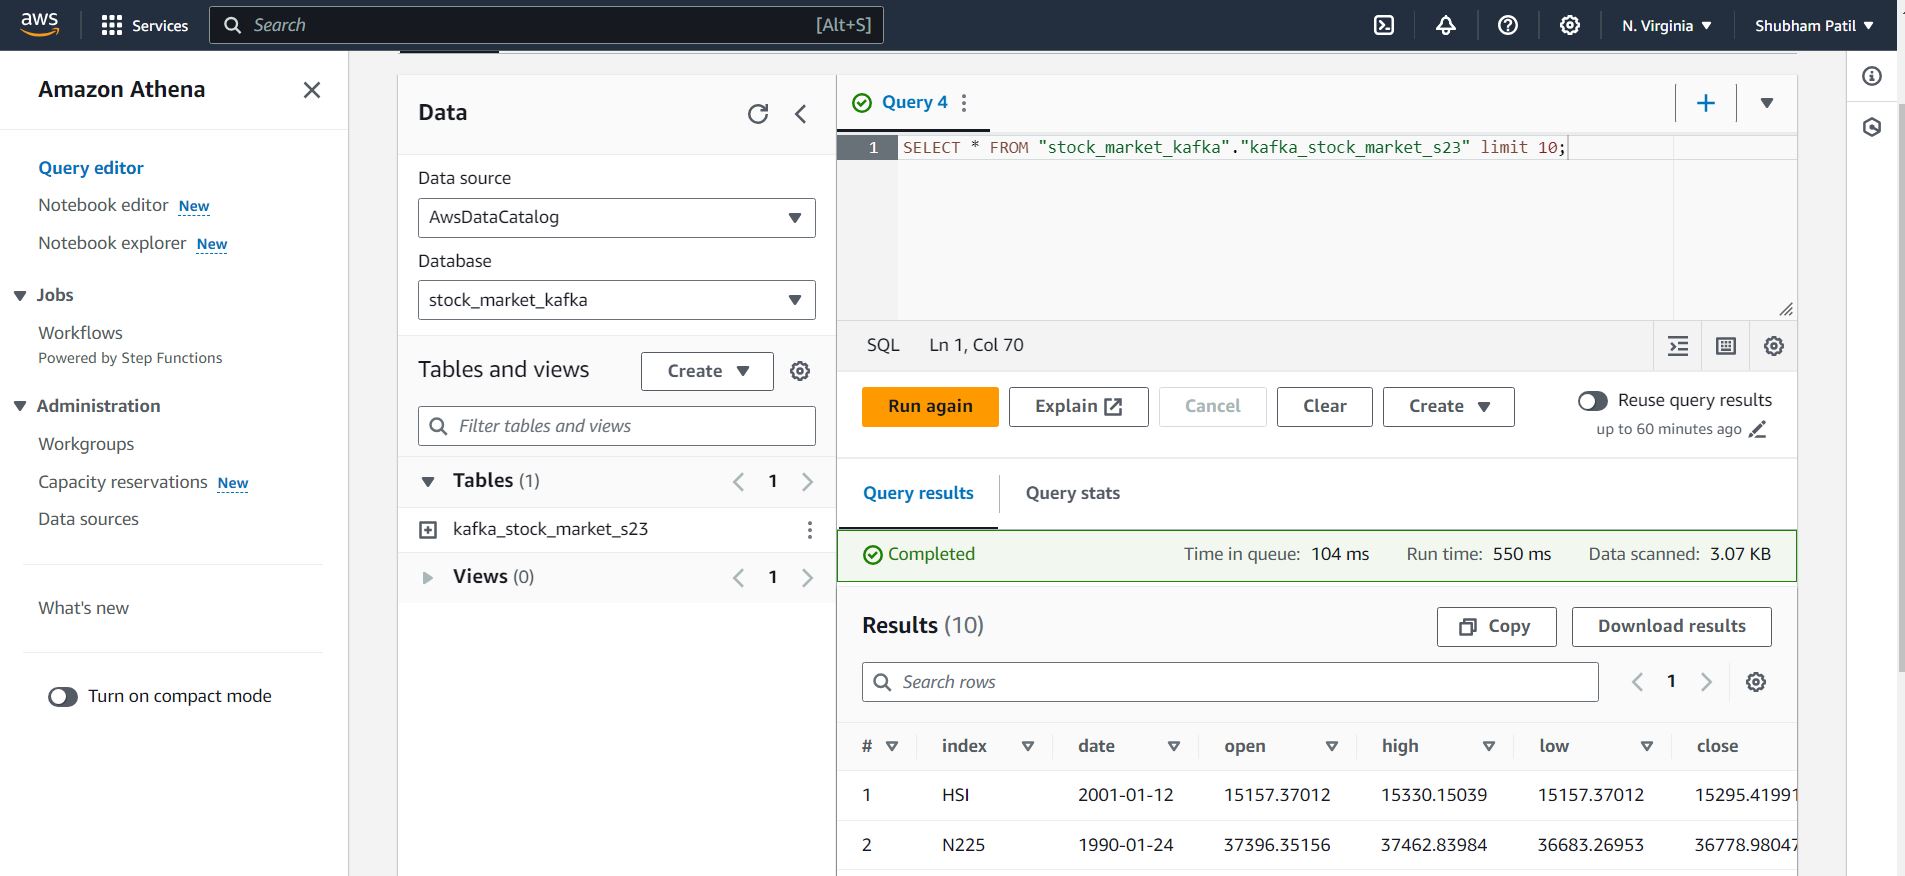 aws
Services
Search
[Alt+S]
N. Virginia
Shubham Patil
Amazon Athena
Query editor
Notebook editor New
Notebook explorer New
Jobs
Workflows
Powered by Step Functions
Administration
Workgroups
Capacity reservations New
Data sources
What's new
Turn on compact mode
Data
Data source
AwsDataCatalog
Database
stock_market_kafka
Tables and views
Create
Filter tables and views
Tables (1)
1
kafka_stock_market_s23
Views (0)
1
Query 4
1 SELECT * FROM "stock_market_kafka"."kafka_stock_market_s23" limit 10;
SQL Ln 1, Col 70
Run again
Explain
Cancel
Clear
Create
Reuse query results
up to 60 minutes ago
Query results
Query stats
Completed
Time in queue: 104 ms Run time: 550 ms Data scanned: 3.07 KB
Results (10)
Copy
Download results
Search rows
1
# index date open high low close
1 HSI 2001-01-12 15157.37012 15330.15039 15157.37012 15295.41991
2 N225 1990-01-24 37396.35156 37462.83984 36683.26953 36778.98047